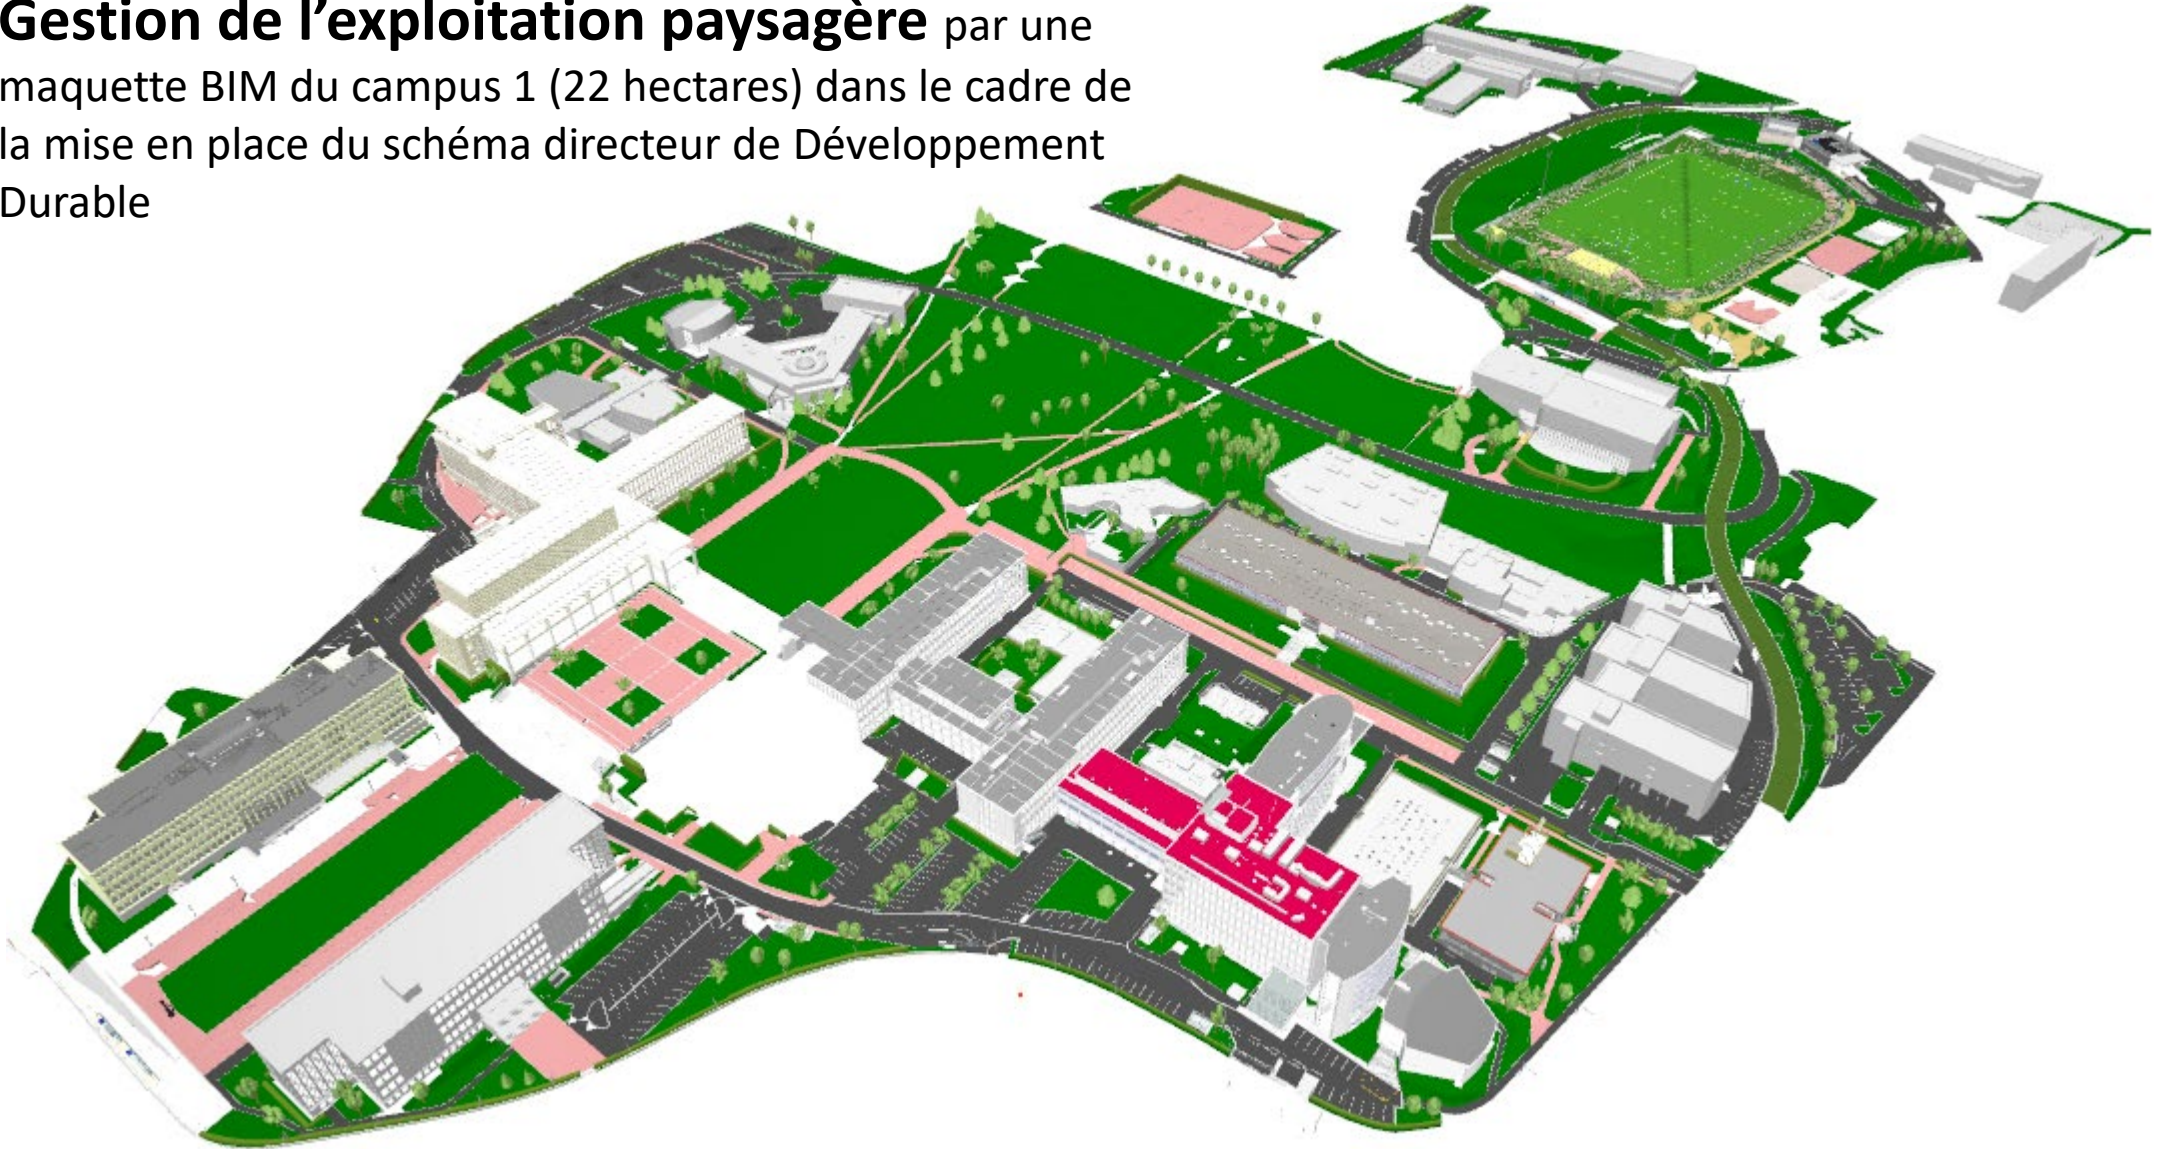 Gestion de l’exploitation paysagère par une
maquette BIM du campus 1 (22 hectares) dans le cadre de
la mise en place du schéma directeur de Développement
Durable